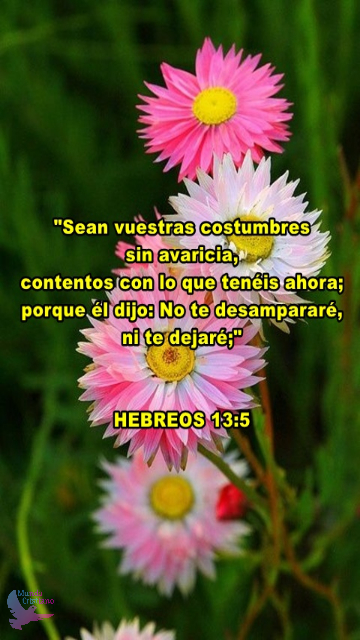 "Sean vuestras costumbres
sin avaricia,
contentos con lo que tenéis ahora;
porque él dijo: No te desampararé,
ni te dejaré;"
HEBREOS 13:5